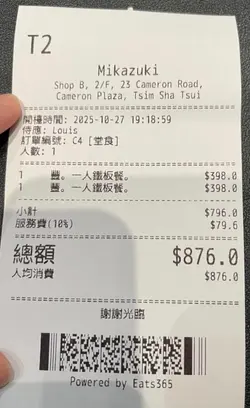 T2
Mikazuki
Shop B, 2/F, 23 Cameron Road,
Cameron Plaza, Tsim Sha Tsui
開檯時間: 2025-10-27 19:18:59
侍應: Louis
訂單編號: C4 [堂食]
人數: 1
1 豐。一人鐵板餐。 $398.0
1 豐。一人鐵板餐。 $398.0
小計 $796.0
服務費(10%) $79.6
總額 $876.0
人均消費 $876.0
謝謝光臨
Powered by Eats365